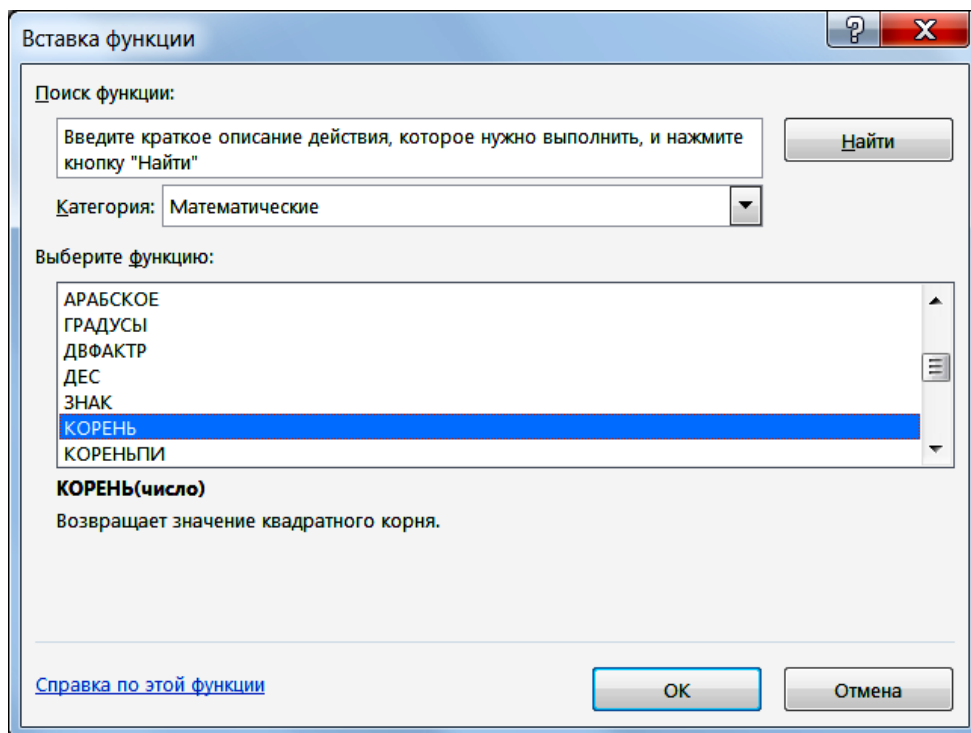 Вставка функции
Поиск функции:
Введите краткое описание действия, которое нужно выполнить, и нажмите
кнопку "Найти"
Найти
Категория: Математические
Выберите функцию:
АРАБСКОЕ
ГРАДУСЫ
ДВФАКТР
ДЕС
ЗНАК
КОРЕНЬ
КОРЕНЬПИ
КОРЕНЬ(число)
Возвращает значение квадратного корня.
Справка по этой функции
ОК
Отмена